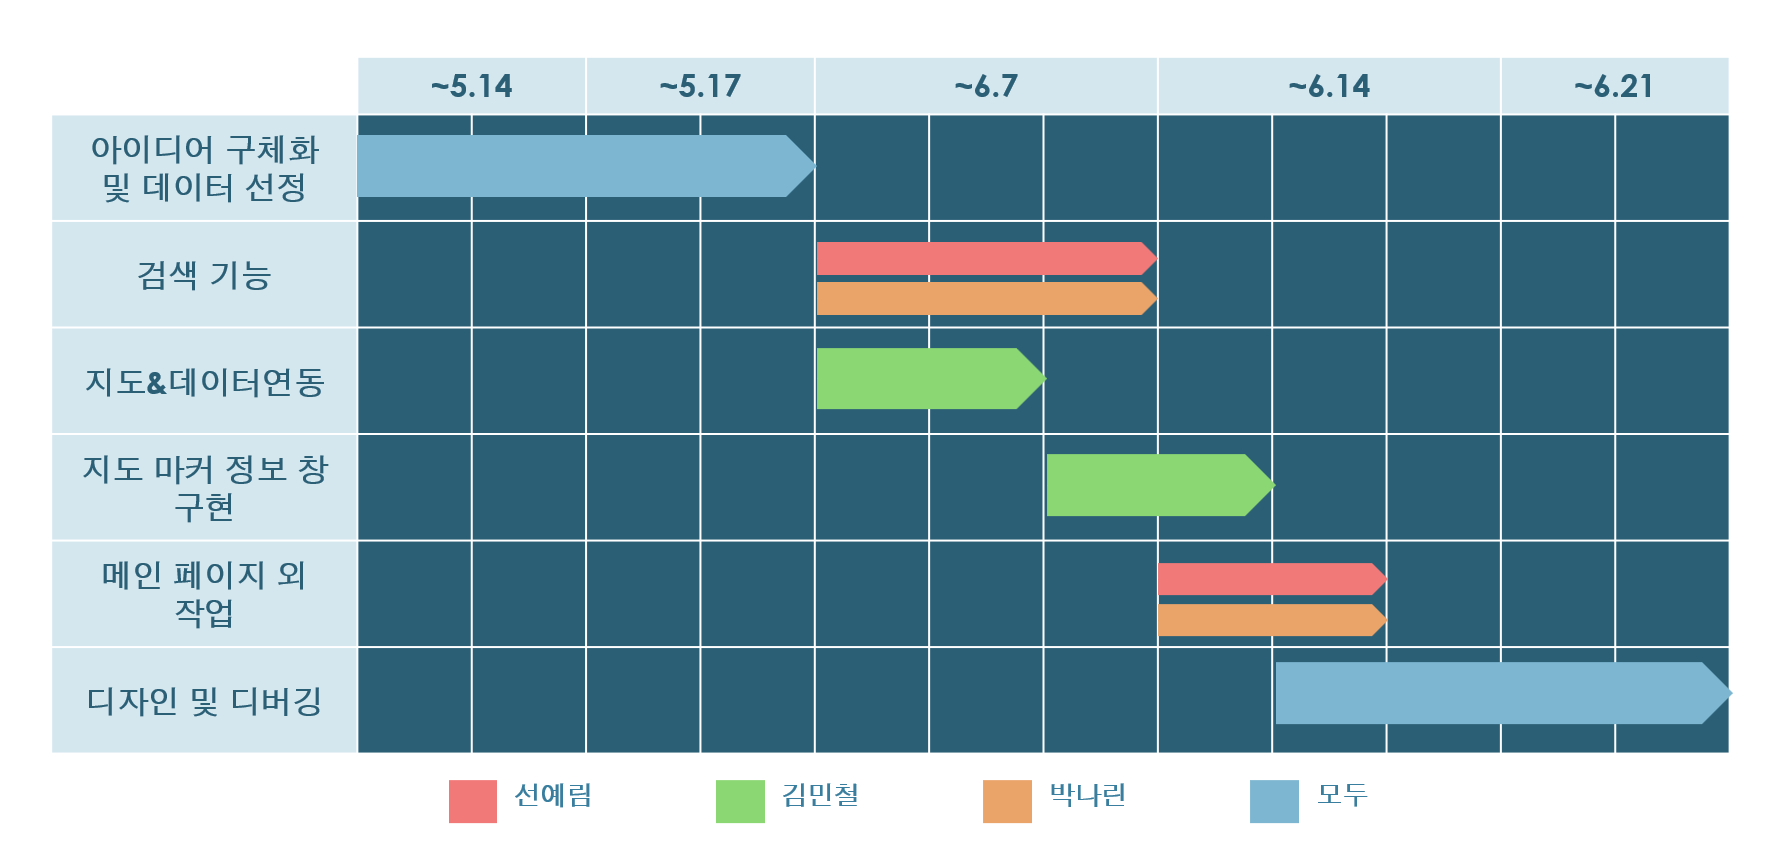 ~5.14 ~5.17 ~6.7 ~6.14 ~6.21
아이디어 구체화
및 데이터 선정
검색 기능
지도&데이터연동
지도 마커 정보 창
구현
메인 페이지 외
작업
디자인 및 디버깅
선예림 김민철 박나린 모두